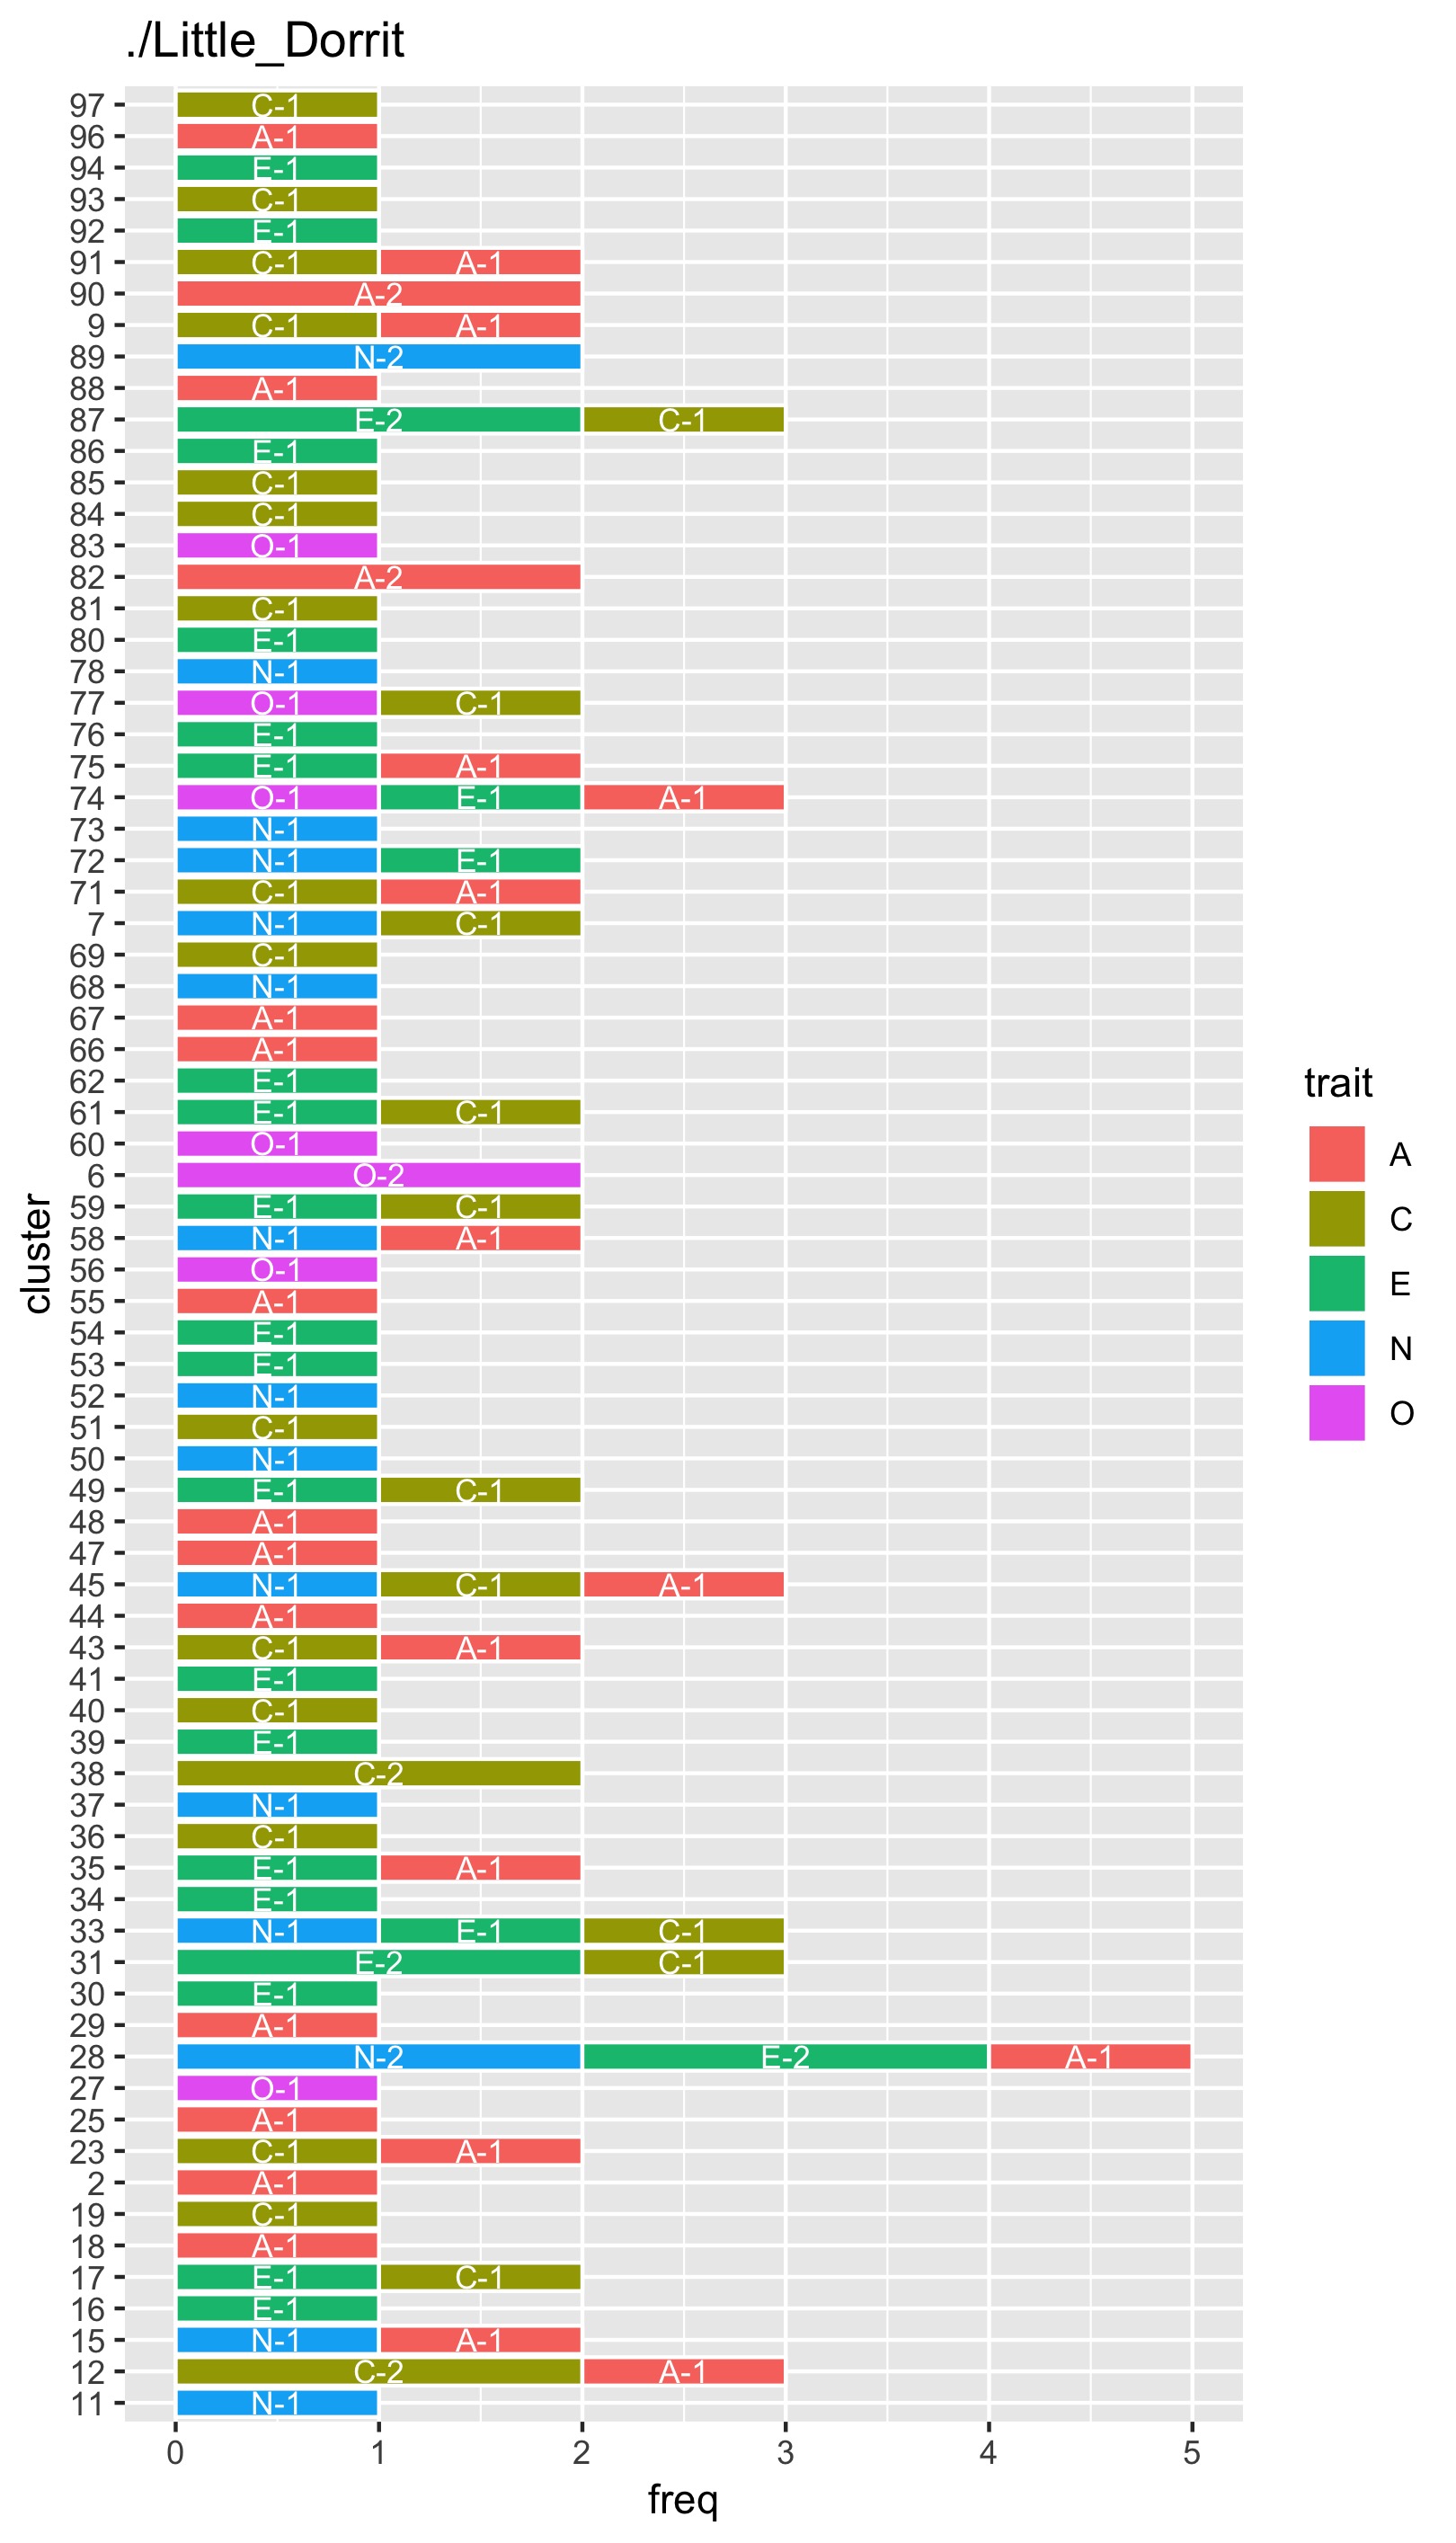 ./Little_Dorrit
97 C-1
96 A-1
94 E-1
93 C-1
92 E-1
91 C-1 A-1
90 A-2
9 C-1 A-1
89 N-2
88 A-1
87 E-2 C-1
86 E-1
85 C-1
84 C-1
83 O-1
82 A-2
81 C-1
80 E-1
78 N-1
77 O-1 C-1
76 E-1
75 E-1 A-1
74 O-1 E-1 A-1
73 N-1
72 N-1 E-1
71 C-1 A-1
7 N-1 C-1
69 C-1
68 N-1
67 A-1
66 A-1
62 E-1
61 E-1 C-1
60 O-1
6 O-2
59 E-1 C-1
58 N-1 A-1
56 O-1
55 A-1
54 E-1
53 E-1
52 N-1
51 C-1
50 N-1
49 E-1 C-1
48 A-1
47 A-1
45 N-1 C-1 A-1
44 A-1
43 C-1 A-1
41 E-1
40 C-1
39 E-1
38 C-2
37 N-1
36 C-1
35 E-1 A-1
34 E-1
33 N-1 E-1 C-1
31 E-2 C-1
30 E-1
29 A-1
28 N-2 E-2 A-1
27 O-1
25 A-1
23 C-1 A-1
2 A-1
19 C-1
18 A-1
17 E-1 C-1
16 E-1
15 N-1 A-1
12 C-2 A-1
11 N-1
0 1 2 3 4 5
freq
cluster
trait
A
C
E
N
O